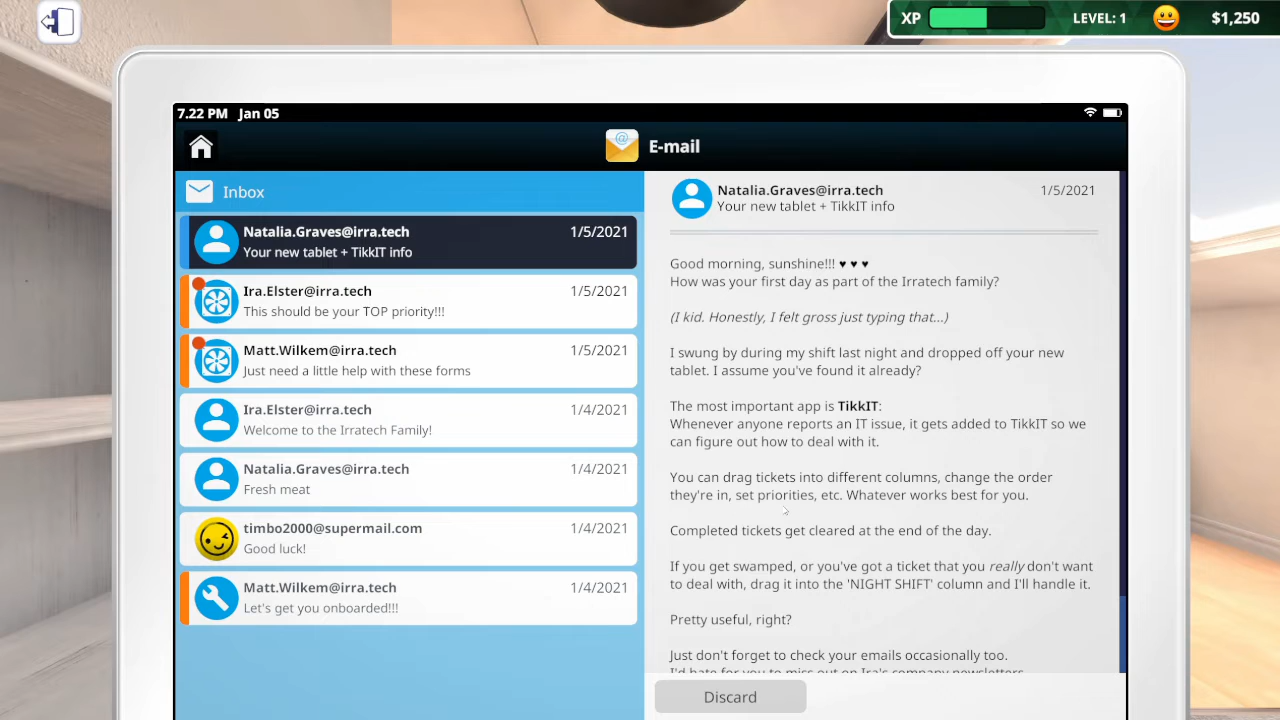 XP
LEVEL: 1
$1,250
7.22 PM Jan 05
E-mail
Inbox
Natalia.Graves@irra.tech 1/5/2021
Your new tablet + TikkIT info
Ira.Elster@irra.tech 1/5/2021
This should be your TOP priority!!!
Matt.Wilkem@irra.tech 1/5/2021
Just need a little help with these forms
Ira.Elster@irra.tech 1/4/2021
Welcome to the Irratech Family!
Natalia.Graves@irra.tech 1/4/2021
Fresh meat
timbo2000@supermail.com 1/4/2021
Good luck!
Matt.Wilkem@irra.tech 1/4/2021
Let's get you onboarded!!!
Natalia.Graves@irra.tech 1/5/2021
Your new tablet + TikkIT info
Good morning, sunshine!!! ♥ ♥ ♥
How was your first day as part of the Irratech family?
(I kid. Honestly, I felt gross just typing that...)
I swung by during my shift last night and dropped off your new
tablet. I assume you've found it already?
The most important app is TikkIT:
Whenever anyone reports an IT issue, it gets added to TikkIT so we
can figure out how to deal with it.
You can drag tickets into different columns, change the order
they're in, set priorities, etc. Whatever works best for you.
Completed tickets get cleared at the end of the day.
If you get swamped, or you've got a ticket that you really don't want
to deal with, drag it into the 'NIGHT SHIFT' column and I'll handle it.
Pretty useful, right?
Just don't forget to check your emails occasionally too.
I'd hate for you to miss out on Ira's company newsletters
Discard